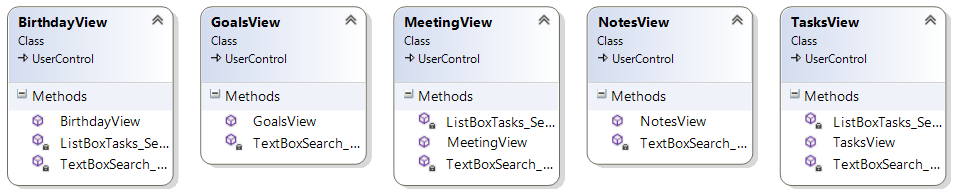 BirthdayView
Class
UserControl
Methods
BirthdayView
ListBoxTasks_Se...
TextBoxSearch_...
GoalsView
Class
UserControl
Methods
GoalsView
TextBoxSearch_...
MeetingView
Class
UserControl
Methods
ListBoxTasks_Se...
MeetingView
TextBoxSearch_...
NotesView
Class
UserControl
Methods
NotesView
TextBoxSearch_...
TasksView
Class
UserControl
Methods
ListBoxTasks_Se...
TasksView
TextBoxSearch_...